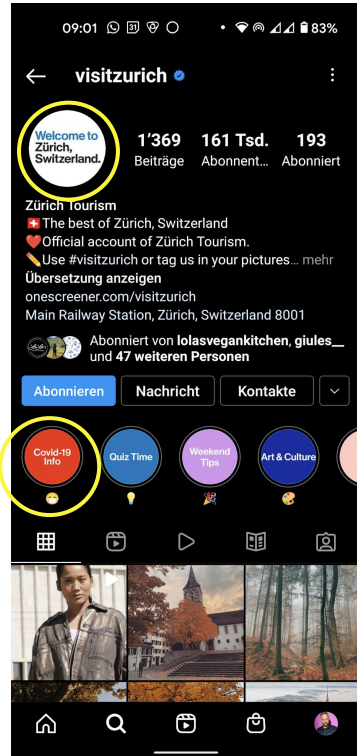 09:01
31
83%
visitzurich
Welcome to
Zürich,
Switzerland.
1’369 161 Tsd. 193
Beiträge Abonnent… Abonniert
Zürich Tourism
The best of Zürich, Switzerland
Official account of Zürich Tourism.
Use #visitzurich or tag us in your pictures… mehr
Übersetzung anzeigen
onescreener.com/visitzurich
Main Railway Station, Zürich, Switzerland 8001
Abonniert von lolasvegankitchen, giules__
und 47 weiteren Personen
Abonnieren Nachricht Kontakte
Covid-19
Info
Quiz Time
Weekend
Tips
Art & Culture